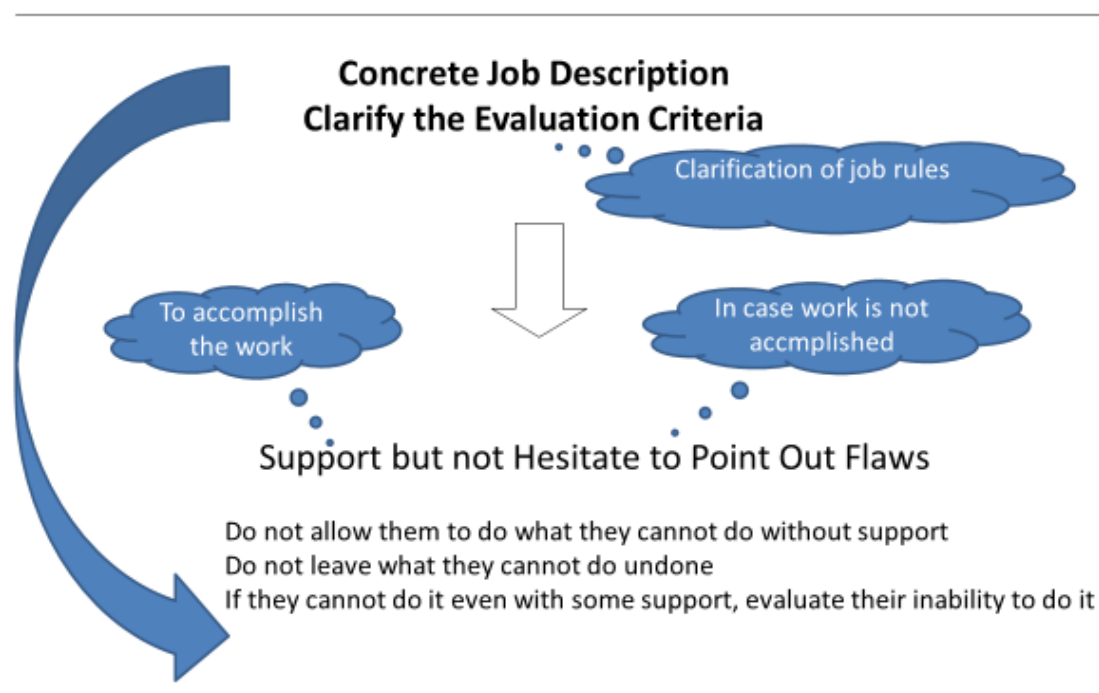 Concrete Job Description
Clarify the Evaluation Criteria
Clarification of job rules
To accomplish
the work
In case work is not
accmplished
Support but not Hesitate to Point Out Flaws
Do not allow them to do what they cannot do without support
Do not leave what they cannot do undone
If they cannot do it even with some support, evaluate their inability to do it